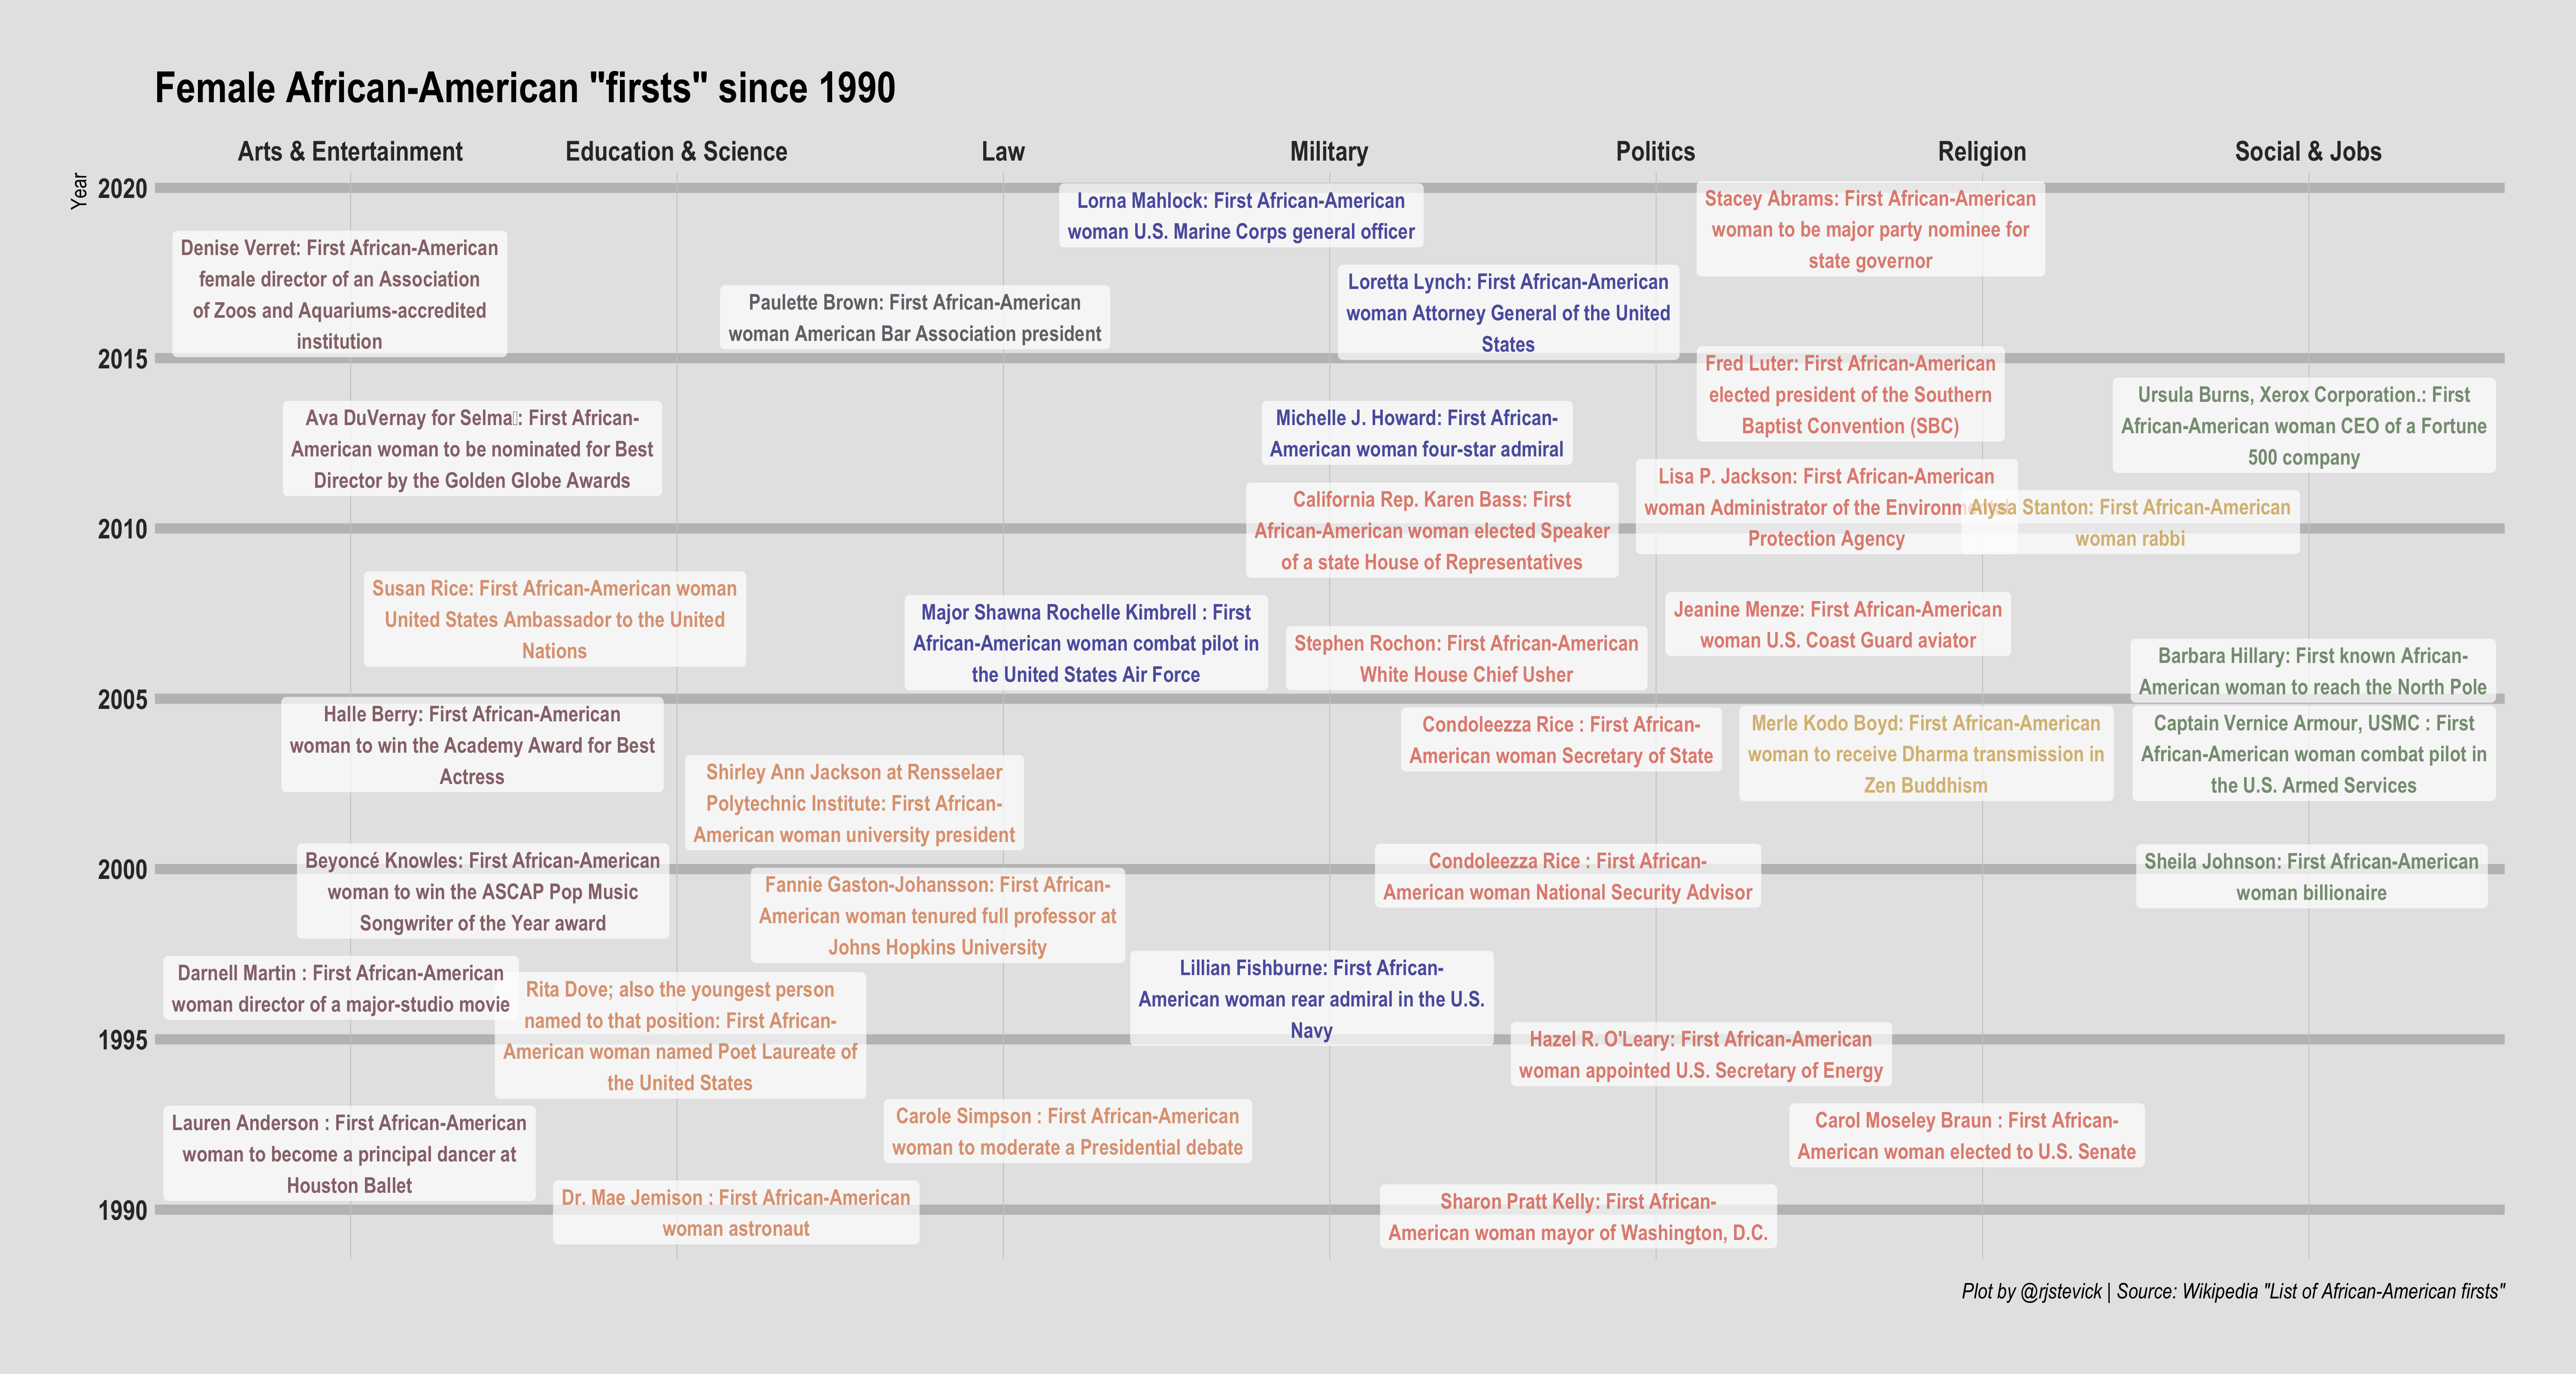 Female African-American "firsts" since 1990
Arts & Entertainment
Education & Science
Law
Military
Politics
Religion
Social & Jobs
Year
2020
2015
2010
2005
2000
1995
1990
Denise Verret: First African-American
female director of an Association
of Zoos and Aquariums-accredited
institution
Paulette Brown: First African-American
woman American Bar Association president
Lorna Mahlock: First African-American
woman U.S. Marine Corps general officer
Loretta Lynch: First African-American
woman Attorney General of the United
States
Stacey Abrams: First African-American
woman to be major party nominee for
state governor
Fred Luter: First African-American
elected president of the Southern
Baptist Convention (SBC)
Ursula Burns, Xerox Corporation.: First
African-American woman CEO of a Fortune
500 company
Ava DuVernay for Selma▯: First African-
American woman to be nominated for Best
Director by the Golden Globe Awards
Michelle J. Howard: First African-
American woman four-star admiral
California Rep. Karen Bass: First
African-American woman elected Speaker
of a state House of Representatives
Lisa P. Jackson: First African-American
woman Administrator of the Environmental
Protection Agency
Alysa Stanton: First African-American
woman rabbi
Susan Rice: First African-American woman
United States Ambassador to the United
Nations
Major Shawna Rochelle Kimbrell : First
African-American woman combat pilot in
the United States Air Force
Stephen Rochon: First African-American
White House Chief Usher
Jeanine Menze: First African-American
woman U.S. Coast Guard aviator
Barbara Hillary: First known African-
American woman to reach the North Pole
Halle Berry: First African-American
woman to win the Academy Award for Best
Actress
Shirley Ann Jackson at Rensselaer
Polytechnic Institute: First African-
American woman university president
Condoleezza Rice : First African-
American woman Secretary of State
Merle Kodo Boyd: First African-American
woman to receive Dharma transmission in
Zen Buddhism
Captain Vernice Armour, USMC : First
African-American woman combat pilot in
the U.S. Armed Services
Beyoncé Knowles: First African-American
woman to win the ASCAP Pop Music
Songwriter of the Year award
Fannie Gaston-Johansson: First African-
American woman tenured full professor at
Johns Hopkins University
Condoleezza Rice : First African-
American woman National Security Advisor
Sheila Johnson: First African-American
woman billionaire
Darnell Martin : First African-American
woman director of a major-studio movie
Rita Dove; also the youngest person
named to that position: First African-
American woman named Poet Laureate of
the United States
Lillian Fishburne: First African-
American woman rear admiral in the U.S.
Navy
Hazel R. O'Leary: First African-American
woman appointed U.S. Secretary of Energy
Lauren Anderson : First African-American
woman to become a principal dancer at
Houston Ballet
Carole Simpson : First African-American
woman to moderate a Presidential debate
Carol Moseley Braun : First African-
American woman elected to U.S. Senate
Dr. Mae Jemison : First African-American
woman astronaut
Sharon Pratt Kelly: First African-
American woman mayor of Washington, D.C.
Plot by @rjstevick | Source: Wikipedia "List of African-American firsts"